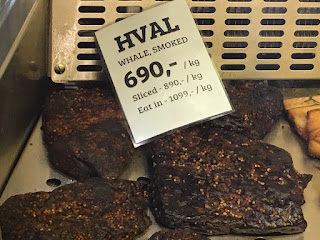 HVAL
WHALE, SMOKED
690,- / kg
Sliced - 890,- / kg
Eat in - 1099,- / kg